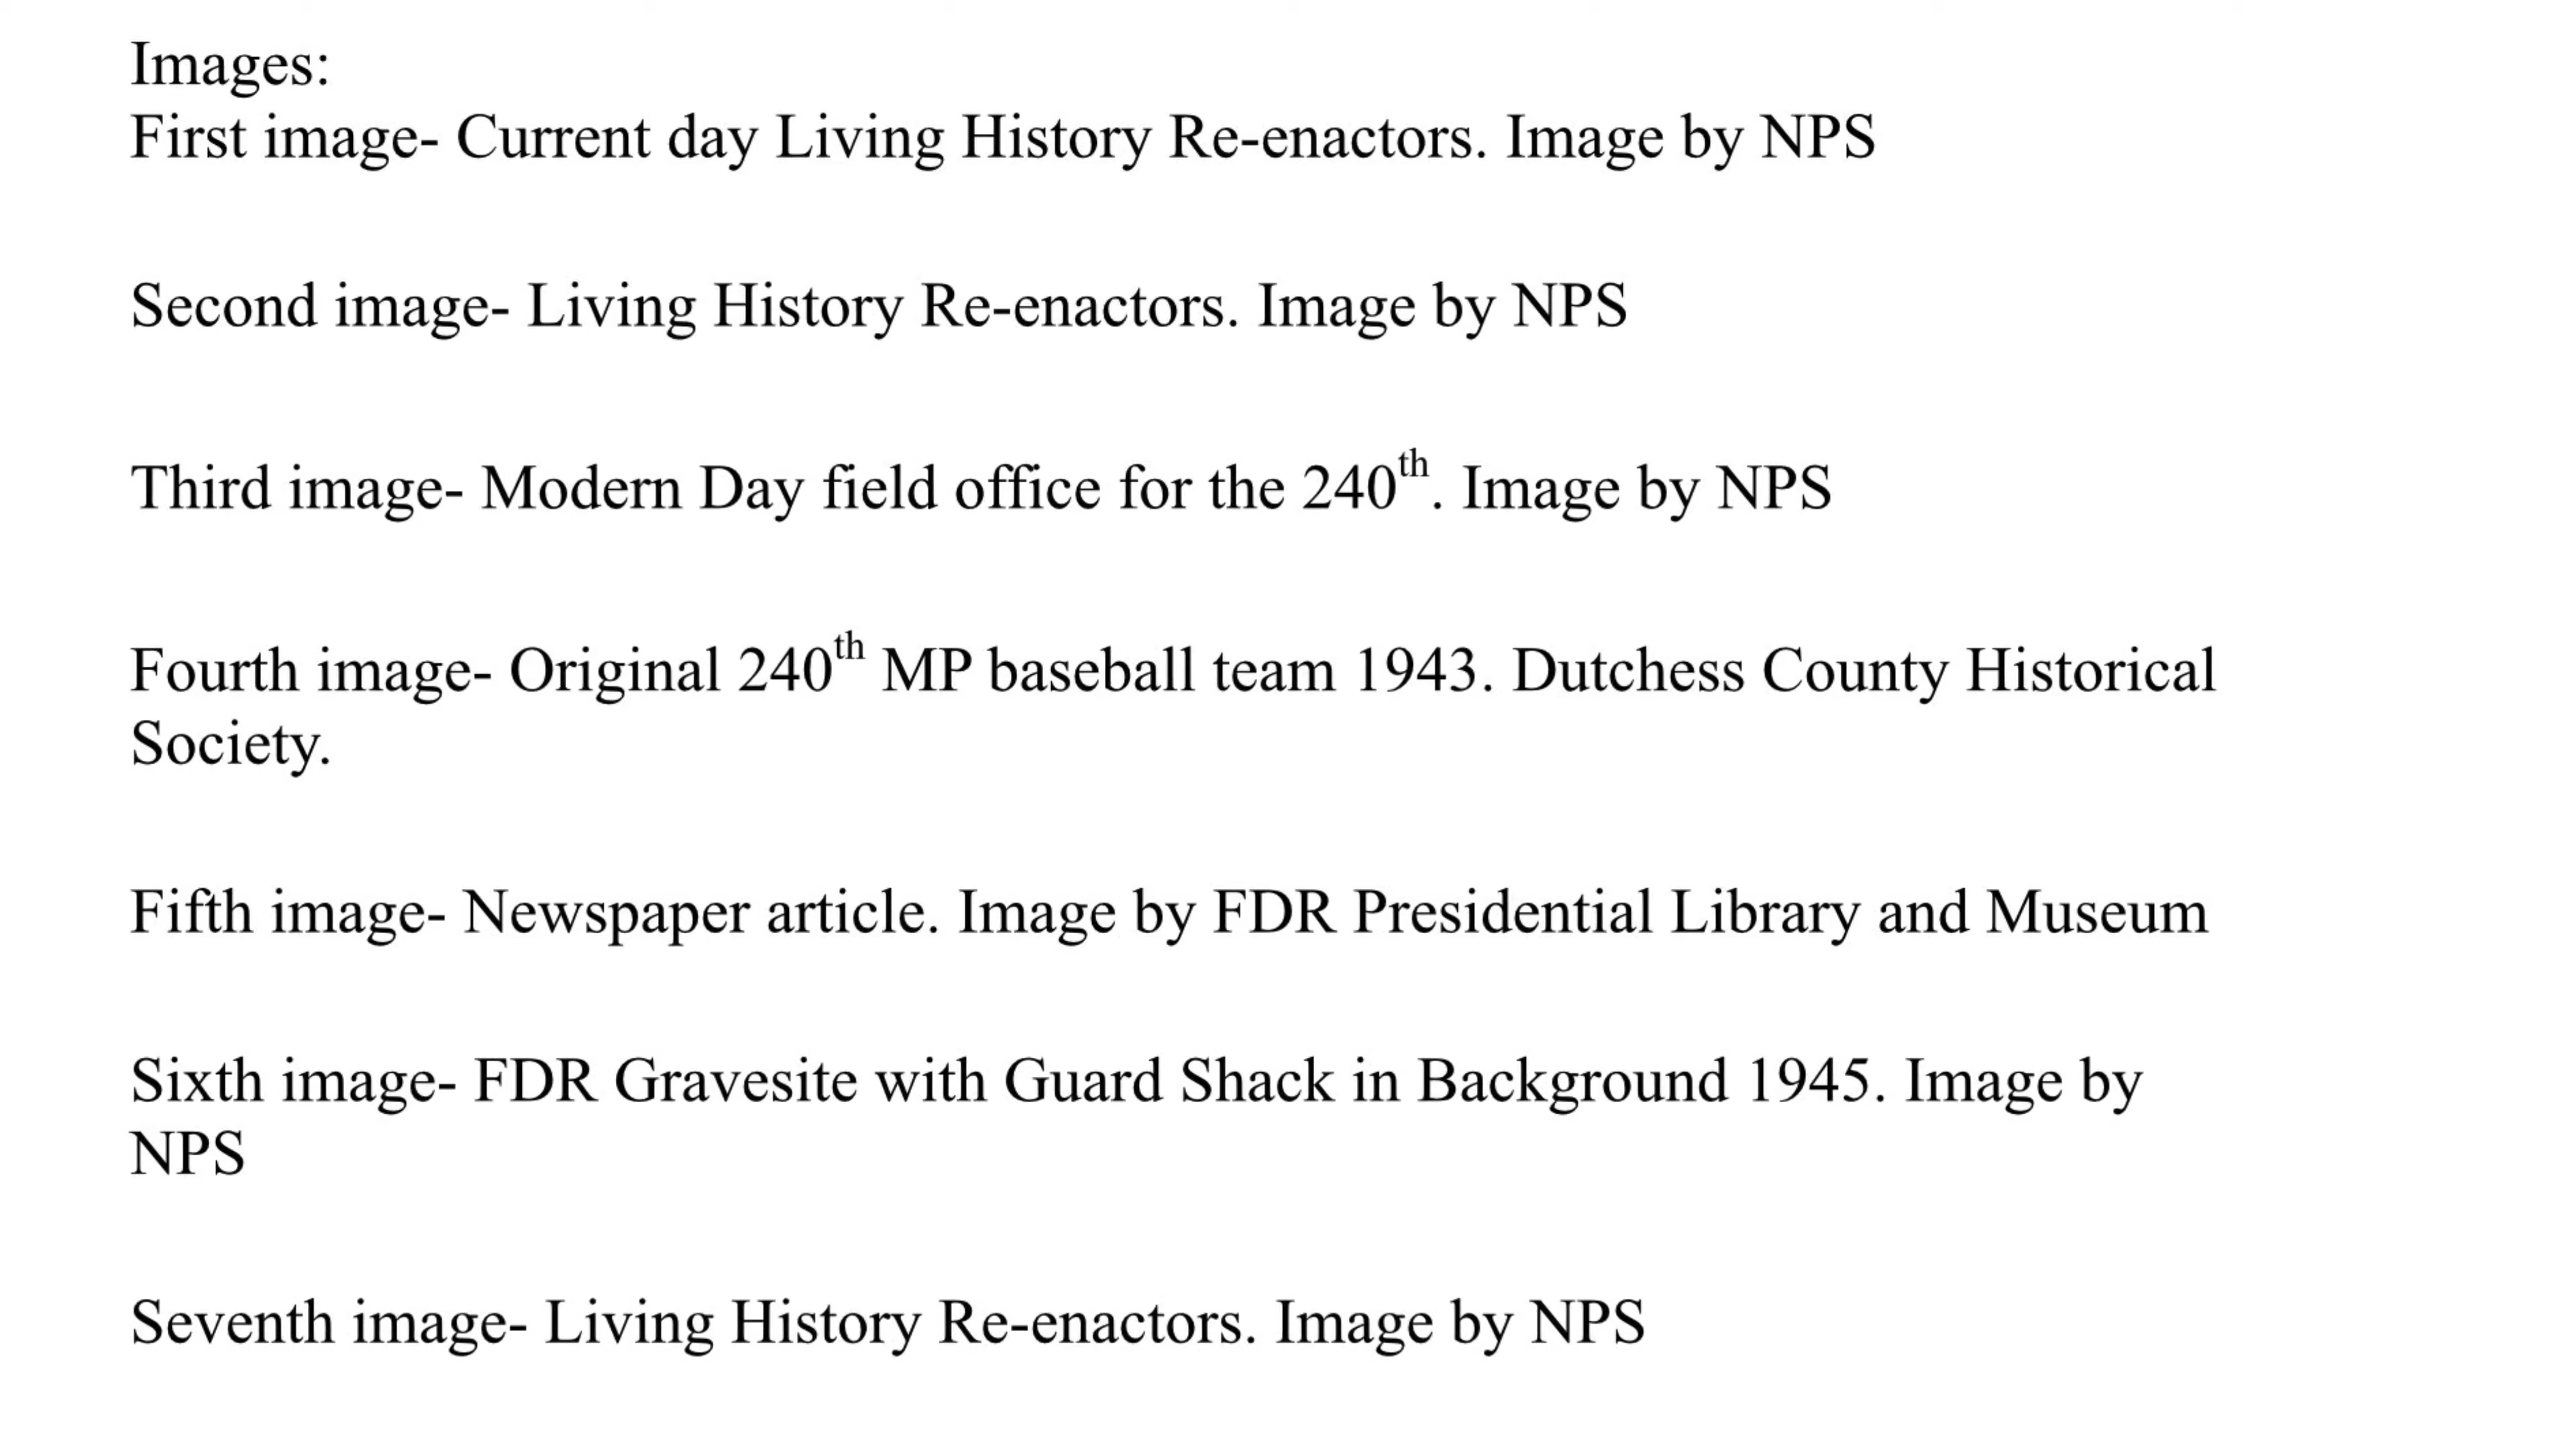 Images:
First image- Current day Living History Re-enactors. Image by NPS
Second image- Living History Re-enactors. Image by NPS
Third image- Modern Day field office for the 240th. Image by NPS
Fourth image- Original 240th MP baseball team 1943. Dutchess County Historical
Society.
Fifth image- Newspaper article. Image by FDR Presidential Library and Museum
Sixth image- FDR Gravesite with Guard Shack in Background 1945. Image by
NPS
Seventh image- Living History Re-enactors. Image by NPS